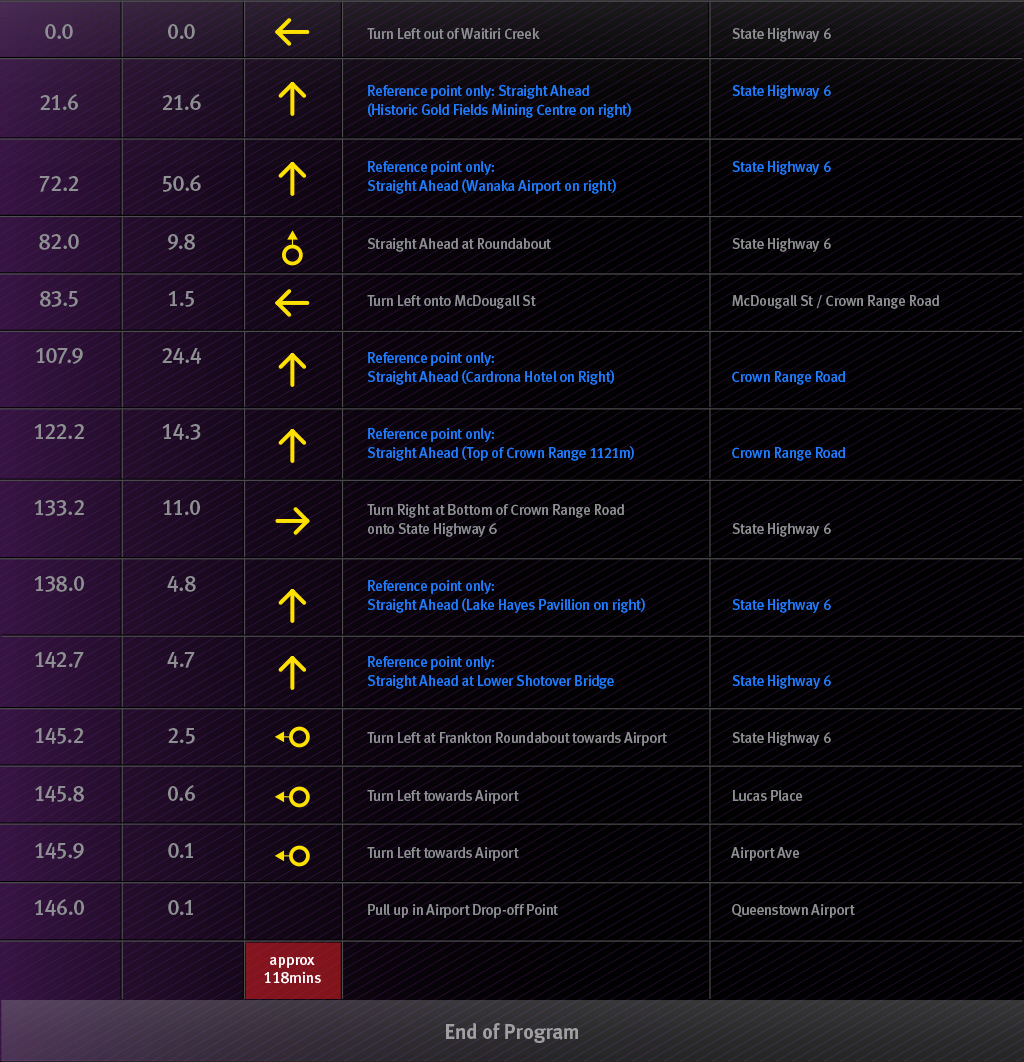 0.0 0.0 Turn Left out of Waitiri Creek State Highway 6
Reference point only: Straight Ahead State Highway 6
21.6 21.6 (Historic Gold Fields Mining Centre on right)
Reference point only: State Highway 6
72.2 50.6 Straight Ahead (Wanaka Airport on right)
82.0 9.8 Straight Ahead at Roundabout State Highway 6
83.5 1.5 Turn Left onto McDougall St McDougall St / Crown Range Road
107.9 24.4 Reference point only:
Straight Ahead (Cardrona Hotel on Right) Crown Range Road
122.2 14.3 Reference point only:
Straight Ahead (Top of Crown Range 1121m) Crown Range Road
133.2 11.0 Turn Right at Bottom of Crown Range Road
onto State Highway 6 State Highway 6
138.0 4.8 Reference point only:
Straight Ahead (Lake Hayes Pavillion on right) State Highway 6
142.7 4.7 Reference point only:
Straight Ahead at Lower Shotover Bridge State Highway 6
145.2 2.5 Turn Left at Frankton Roundabout towards Airport State Highway 6
145.8 0.6 Turn Left towards Airport Lucas Place
145.9 0.1 Turn Left towards Airport Airport Ave
146.0 0.1 Pull up in Airport Drop-off Point Queenstown Airport
approx
118mins
End of Program